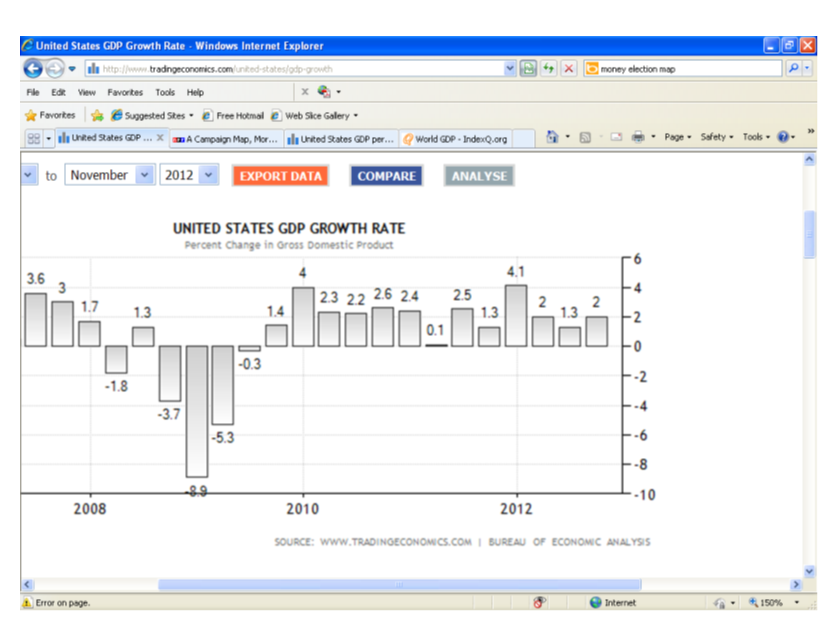 United States GDP Growth Rate - Windows Internet Explorer
http://www.tradingeconomics.com/united-states/gdp-growth
money election map
File Edit View Favorites Tools Help
Favorites Suggested Sites Free Hotmail Web Slice Gallery
United States GDP ... A Campaign Map, Mor... United States GDP per... World GDP - IndexQ.org Page Safety Tools
to November 2012 EXPORT DATA COMPARE ANALYSE
UNITED STATES GDP GROWTH RATE
Percent Change in Gross Domestic Product
3.6 3 1.7 -1.8 1.3 -3.7 -8.9 -5.3 -0.3 1.4 4 2.3 2.2 2.6 2.4 0.1 2.5 1.3 4.1 2 1.3 2
6
4
2
0
-2
-4
-6
-8
-10
2008 2010 2012
SOURCE: WWW.TRADINGECONOMICS.COM | BUREAU OF ECONOMIC ANALYSIS
Error on page. Internet 150%